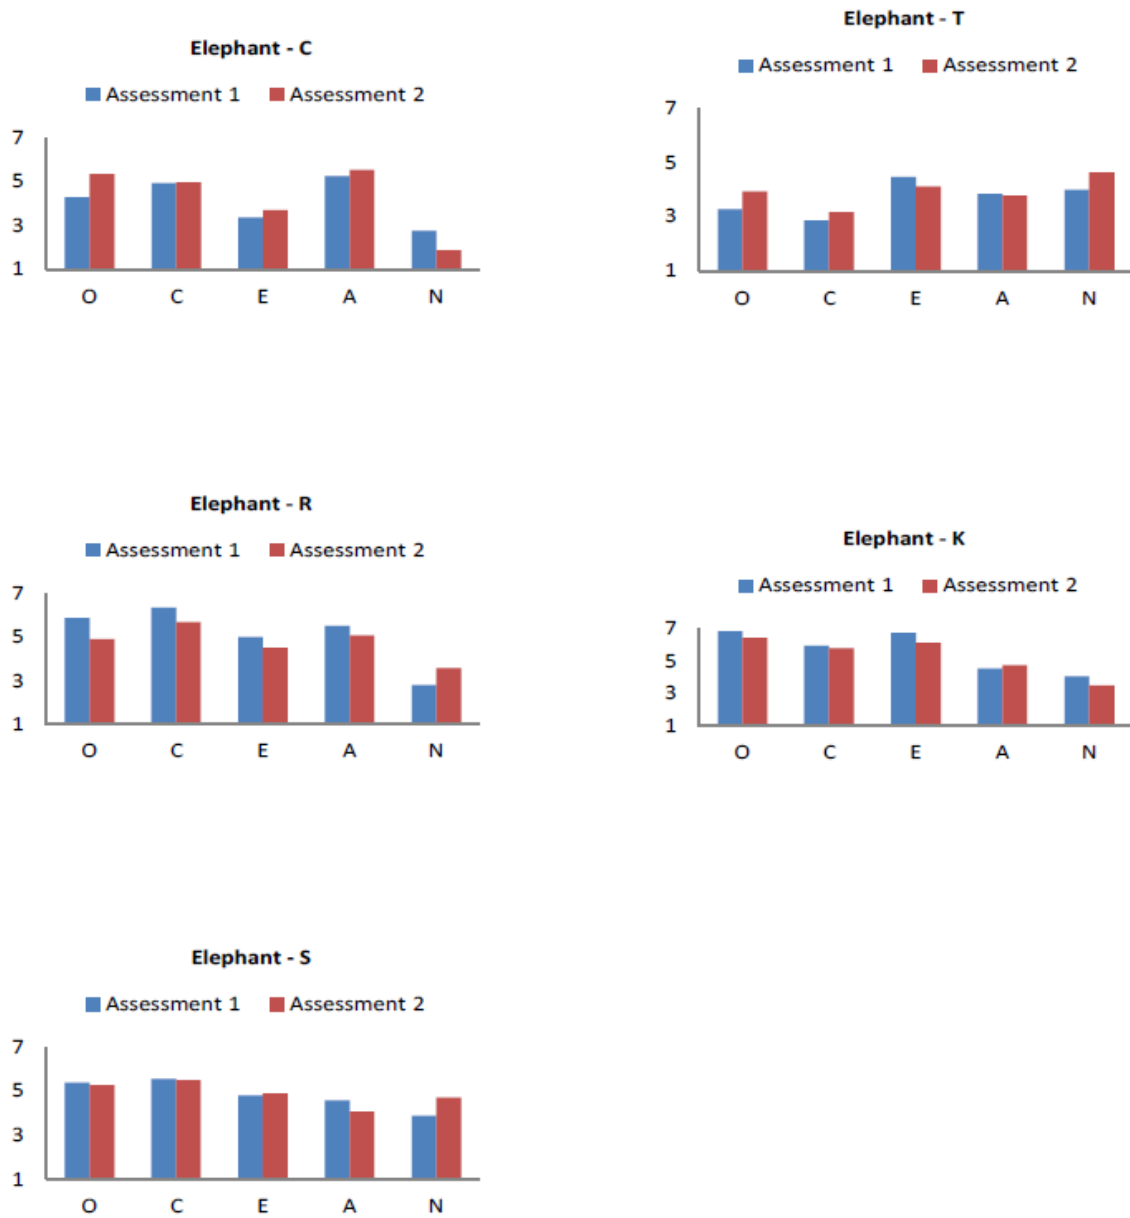 Elephant - C
Assessment 1 Assessment 2
7
5
3
1
O C E A N
Elephant - T
Assessment 1 Assessment 2
7
5
3
1
O C E A N
Elephant - R
Assessment 1 Assessment 2
7
5
3
1
O C E A N
Elephant - K
Assessment 1 Assessment 2
7
5
3
1
O C E A N
Elephant - S
Assessment 1 Assessment 2
7
5
3
1
O C E A N